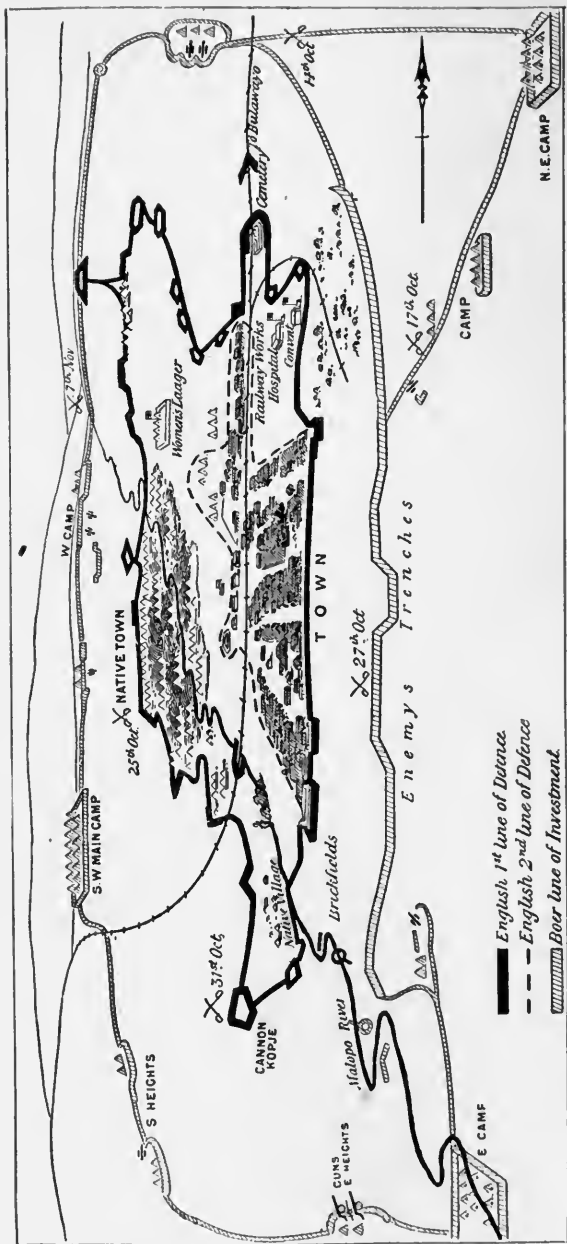 14th Oct
N.E. CAMP
to Bulawayo
Cemetery
17th Oct.
CAMP
7th Nov
Womens Laager
Railway Works
Hospital
Convent
W CAMP
NATIVE TOWN
25th Oct.
TOWN
27th Oct
Enemys Trenches
S.W. MAIN CAMP
31st Oct.
Native Village
Brickfields
CANNON
KOPJE
Malopo River
S HEIGHTS
GUNS
E HEIGHTS
E CAMP
English 1st line of Defence
English 2nd line of Defence
Boer line of Investment.